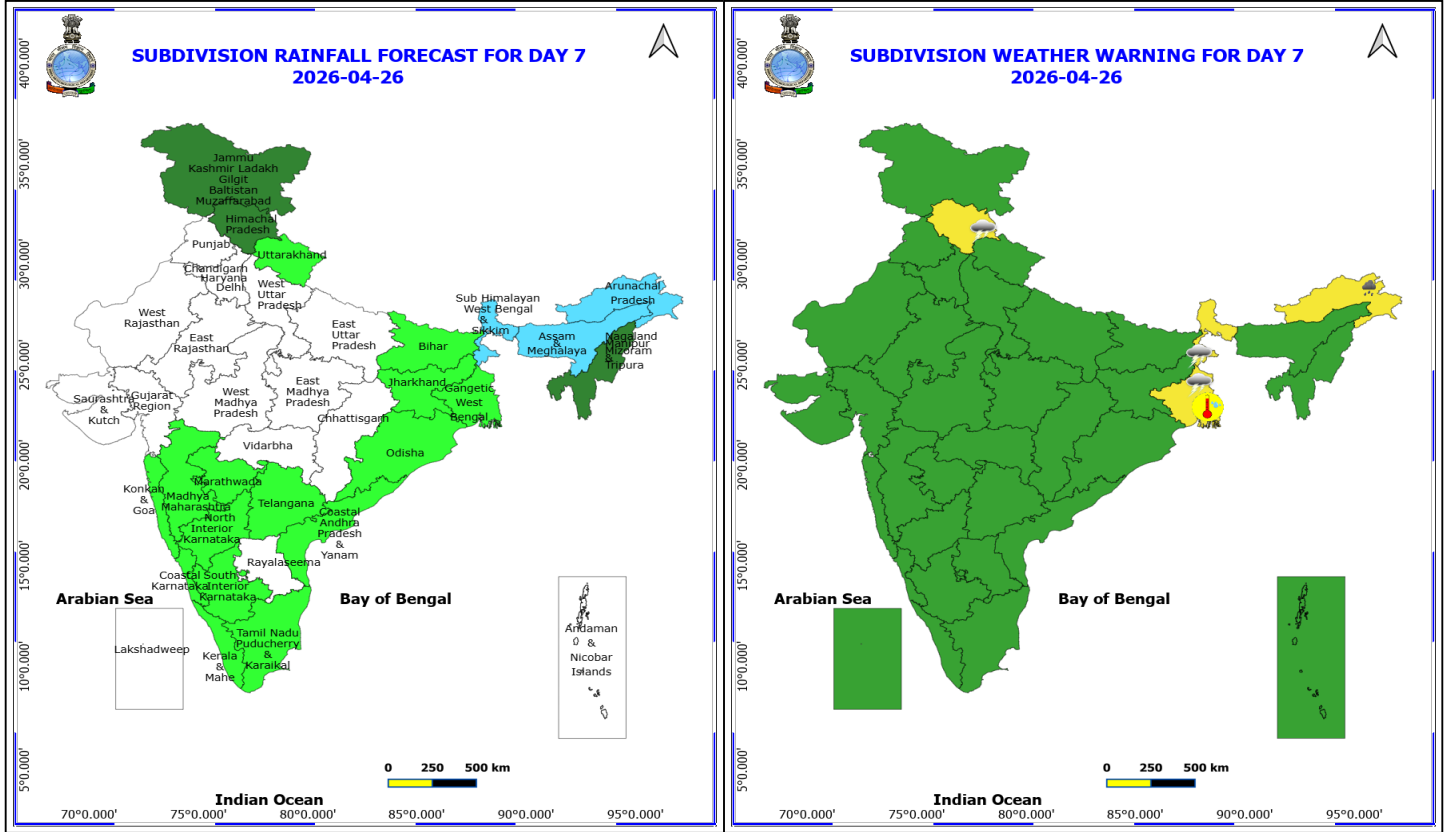 SUBDIVISION RAINFALL FORECAST FOR DAY 7
2026-04-26
40°0.000'
35°0.000'
30°0.000'
25°0.000'
20°0.000'
15°0.000'
10°0.000'
5°0.000'
Jammu
Kashmir Ladakh
Gilgit
Baltistan
Muzaffarabad
Himachal
Pradesh
Punjab
Uttarakhand
Chandigarh
Haryana
Delhi
West
Uttar
Pradesh
West
Rajasthan
East
Rajasthan
East
Uttar
Pradesh
Sub Himalayan
West Bengal
&
Sikkim
Arunachal
Pradesh
Assam
&
Meghalaya
Nagaland
Manipur
Mizoram
&
Tripura
Bihar
Jharkhand
Gangetic
West
Bengal
Saurashtra
&
Kutch
Gujarat
Region
West
Madhya
Pradesh
East
Madhya
Pradesh
Chhattisgarh
Vidarbha
Odisha
Konkan
&
Goa
Marathwada
Madhya
Maharashtra
Telangana
North
Interior
Karnataka
Coastal
Andhra
Pradesh
&
Yanam
Rayalaseema
Coastal
Karnataka
South
Interior
Karnataka
Arabian Sea
Bay of Bengal
Lakshadweep
Kerala
&
Mahe
Tamil Nadu
Puducherry
&
Karaikal
Andaman
&
Nicobar
Islands
0 250 500 km
Indian Ocean
70°0.000' 75°0.000' 80°0.000' 85°0.000' 90°0.000' 95°0.000'
SUBDIVISION WEATHER WARNING FOR DAY 7
2026-04-26
40°0.000'
35°0.000'
30°0.000'
25°0.000'
20°0.000'
15°0.000'
10°0.000'
5°0.000'
Arabian Sea
Bay of Bengal
0 250 500 km
Indian Ocean
70°0.000' 75°0.000' 80°0.000' 85°0.000' 90°0.000' 95°0.000'